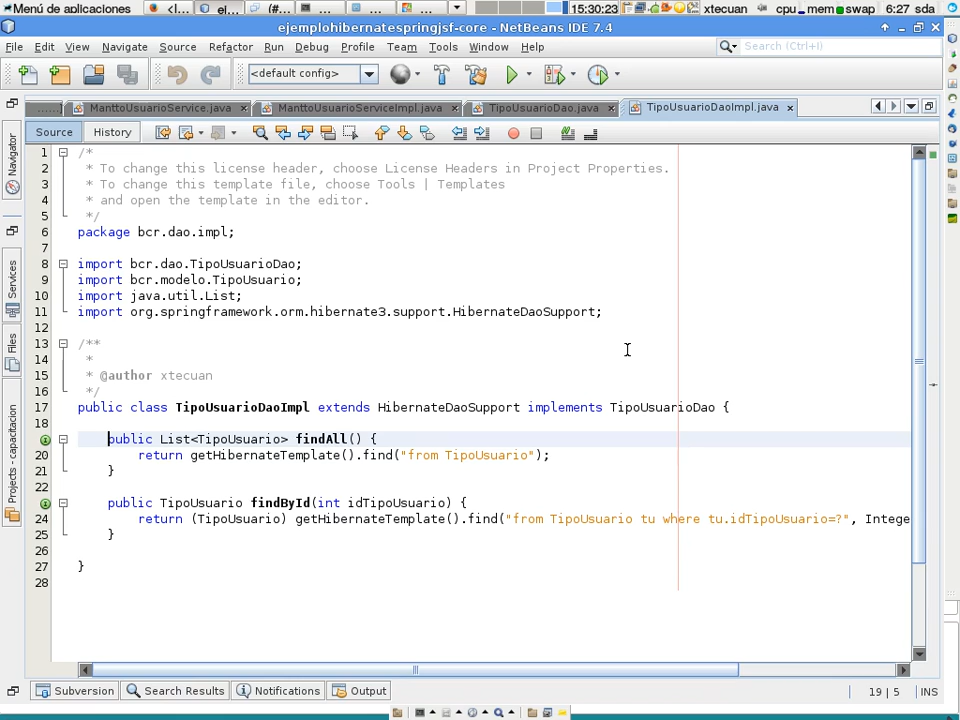 Menú de aplicaciones <l... el... (#... ... ... ... 15:30:23 xtecuan cpu mem swap 6:27 sda
ejemplohibernatespringjsf-core - NetBeans IDE 7.4
File Edit View Navigate Source Refactor Run Debug Profile Team Tools Window Help Search (Ctrl+I)
<default config>
...... ManttoUsuarioService.java ManttoUsuarioServiceImpl.java TipoUsuarioDao.java TipoUsuarioDaoImpl.java
Source History
Navigator
Services
Files
Projects - capacitacion
1 /*
2 * To change this license header, choose License Headers in Project Properties.
3 * To change this template file, choose Tools | Templates
4 * and open the template in the editor.
5 */
6 package bcr.dao.impl;
7
8 import bcr.dao.TipoUsuarioDao;
9 import bcr.modelo.TipoUsuario;
10 import java.util.List;
11 import org.springframework.orm.hibernate3.support.HibernateDaoSupport;
12
13 /**
14 *
15 * @author xtecuan
16 */
17 public class TipoUsuarioDaoImpl extends HibernateDaoSupport implements TipoUsuarioDao {
18
public List<TipoUsuario> findAll() {
20 return getHibernateTemplate().find("from TipoUsuario");
21 }
22
public TipoUsuario findById(int idTipoUsuario) {
24 return (TipoUsuario) getHibernateTemplate().find("from TipoUsuario tu where tu.idTipoUsuario=?", Intege
25 }
26
27 }
28
Subversion Search Results Notifications Output 19 | 5 INS